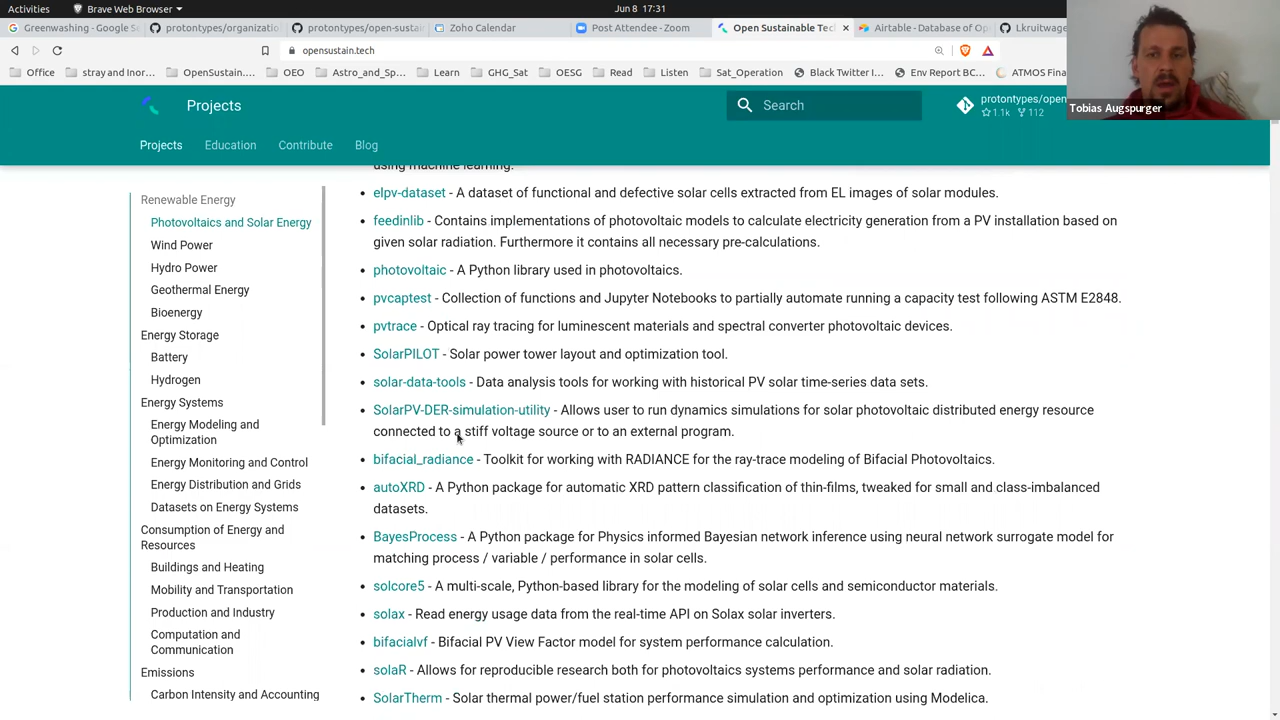 Activities
Brave Web Browser
Jun 8 17:31
Greenwashing - Google S
protontypes/organizatio
protontypes/open-sustai
Zoho Calendar
Post Attendee - Zoom
Open Sustainable Tec
Airtable - Database of Op
Lkruitwage
opensustain.tech
Office
stray and Inor...
OpenSustain....
OEO
Astro_and_Sp...
Learn
GHG_Sat
OESG
Read
Listen
Sat_Operation
Black Twitter I...
Env Report BC...
ATMOS Fina
Tobias Augspurger
Projects
Search
protontypes/open
1.1k 112
Projects
Education
Contribute
Blog
Renewable Energy
Photovoltaics and Solar Energy
Wind Power
Hydro Power
Geothermal Energy
Bioenergy
Energy Storage
Battery
Hydrogen
Energy Systems
Energy Modeling and
Optimization
Energy Monitoring and Control
Energy Distribution and Grids
Datasets on Energy Systems
Consumption of Energy and
Resources
Buildings and Heating
Mobility and Transportation
Production and Industry
Computation and
Communication
Emissions
Carbon Intensity and Accounting
using machine learning.
elpv-dataset - A dataset of functional and defective solar cells extracted from EL images of solar modules.
feedinlib - Contains implementations of photovoltaic models to calculate electricity generation from a PV installation based on
given solar radiation. Furthermore it contains all necessary pre-calculations.
photovoltaic - A Python library used in photovoltaics.
pvcaptest - Collection of functions and Jupyter Notebooks to partially automate running a capacity test following ASTM E2848.
pvtrace - Optical ray tracing for luminescent materials and spectral converter photovoltaic devices.
SolarPILOT - Solar power tower layout and optimization tool.
solar-data-tools - Data analysis tools for working with historical PV solar time-series data sets.
SolarPV-DER-simulation-utility - Allows user to run dynamics simulations for solar photovoltaic distributed energy resource
connected to a stiff voltage source or to an external program.
bifacial_radiance - Toolkit for working with RADIANCE for the ray-trace modeling of Bifacial Photovoltaics.
autoXRD - A Python package for automatic XRD pattern classification of thin-films, tweaked for small and class-imbalanced
datasets.
BayesProcess - A Python package for Physics informed Bayesian network inference using neural network surrogate model for
matching process / variable / performance in solar cells.
solcore5 - A multi-scale, Python-based library for the modeling of solar cells and semiconductor materials.
solax - Read energy usage data from the real-time API on Solax solar inverters.
bifacialvf - Bifacial PV View Factor model for system performance calculation.
solaR - Allows for reproducible research both for photovoltaics systems performance and solar radiation.
SolarTherm - Solar thermal power/fuel station performance simulation and optimization using Modelica.